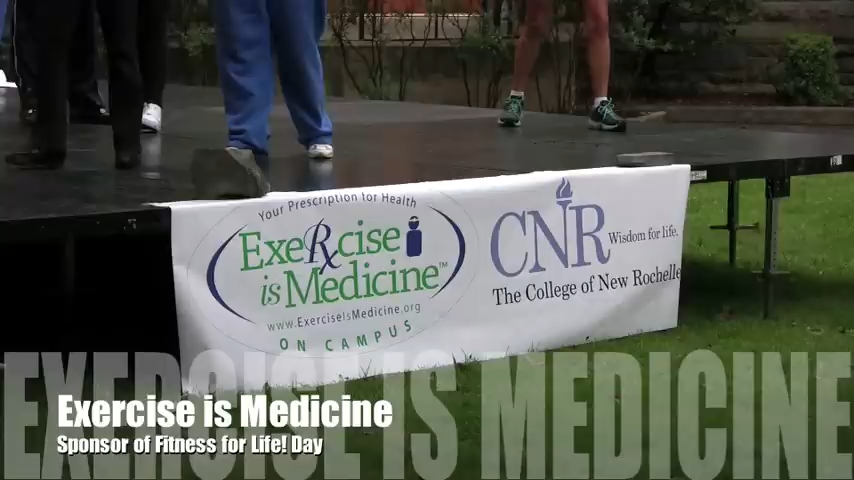 Your Prescription for Health
ExeRxcise
is Medicine™
www.ExerciseIsMedicine.org
ON CAMPUS
CNR Wisdom for life.
The College of New Rochelle
EXERCISE IS MEDICINE
Exercise is Medicine
Sponsor of Fitness for Life! Day